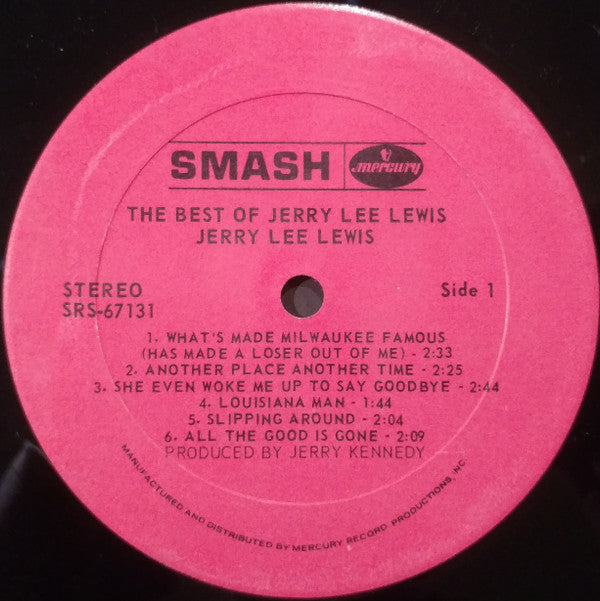 SMASH mercury
THE BEST OF JERRY LEE LEWIS
JERRY LEE LEWIS
STEREO
SRS-67131
Side 1
1. WHAT'S MADE MILWAUKEE FAMOUS
(HAS MADE A LOSER OUT OF ME) - 2:33
2. ANOTHER PLACE ANOTHER TIME - 2:25
3. SHE EVEN WOKE ME UP TO SAY GOODBYE - 2:44
4. LOUISIANA MAN - 1:44
5. SLIPPING AROUND - 2:04
6. ALL THE GOOD IS GONE - 2:09
PRODUCED BY JERRY KENNEDY
MANUFACTURED AND DISTRIBUTED BY MERCURY RECORD PRODUCTIONS, INC.